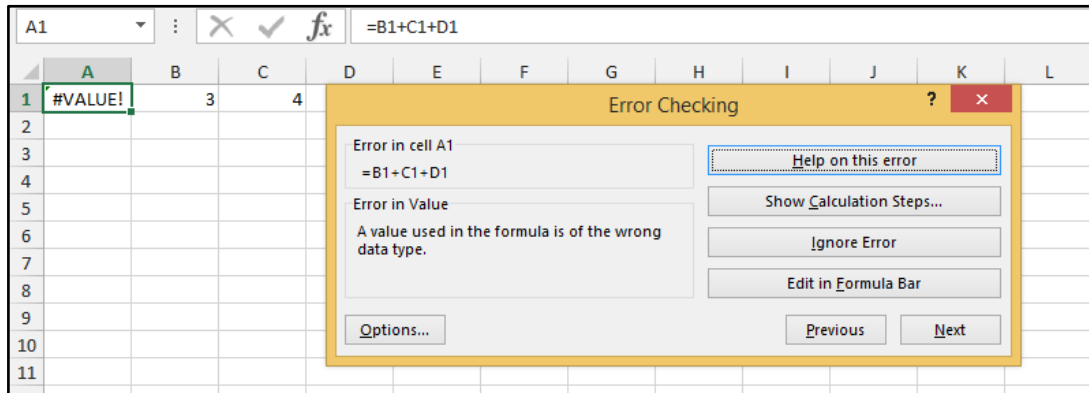 A1
fx
=B1+C1+D1
A B C D E F G H I J K L
1 #VALUE! 3 4
2
3
4
5
6
7
8
9
10
11
Error Checking
?
Error in cell A1
=B1+C1+D1
Error in Value
A value used in the formula is of the wrong
data type.
Help on this error
Show Calculation Steps...
Ignore Error
Edit in Formula Bar
Options...
Previous
Next